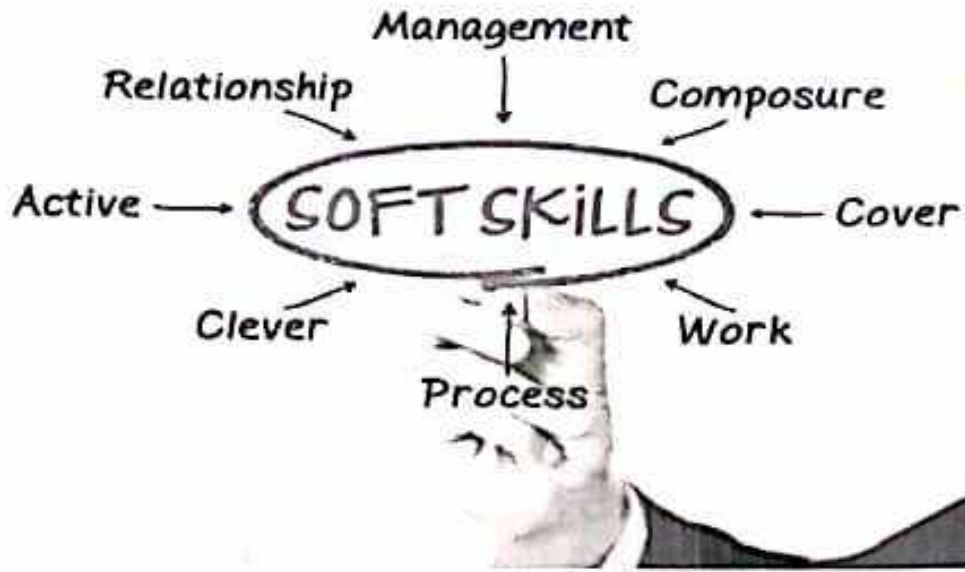 Management
Relationship
Composure
Active
SOFT SKiLLS
Cover
Clever
Work
Process